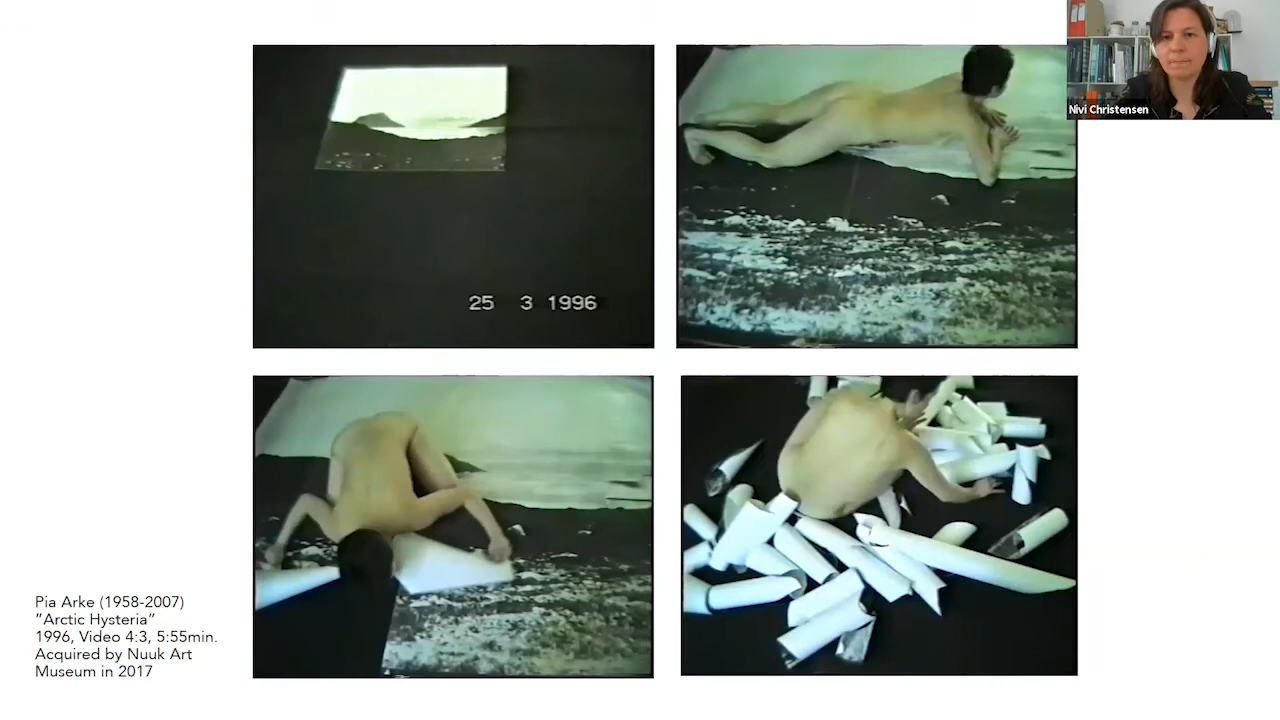 Nivi Christensen
25 3 1996
Pia Arke (1958-2007)
”Arctic Hysteria”
1996, Video 4:3, 5:55min.
Acquired by Nuuk Art
Museum in 2017